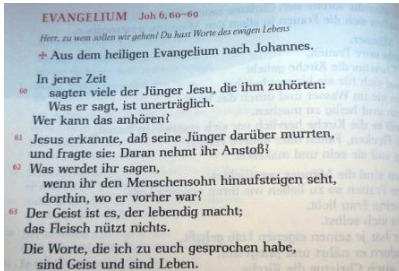 EVANGELIUM Joh 6,60–69
Herr, zu wem sollen wir gehen? Du hast Worte des ewigen Lebens
+ Aus dem heiligen Evangelium nach Johannes.
In jener Zeit
60 sagten viele der Jünger Jesu, die ihm zuhörten:
Was er sagt, ist unerträglich.
Wer kann das anhören?
61 Jesus erkannte, daß seine Jünger darüber murrten,
und fragte sie: Daran nehmt ihr Anstoß?
62 Was werdet ihr sagen,
wenn ihr den Menschensohn hinaufsteigen seht,
dorthin, wo er vorher war?
63 Der Geist ist es, der lebendig macht;
das Fleisch nützt nichts.
Die Worte, die ich zu euch gesprochen habe,
sind Geist und sind Leben.